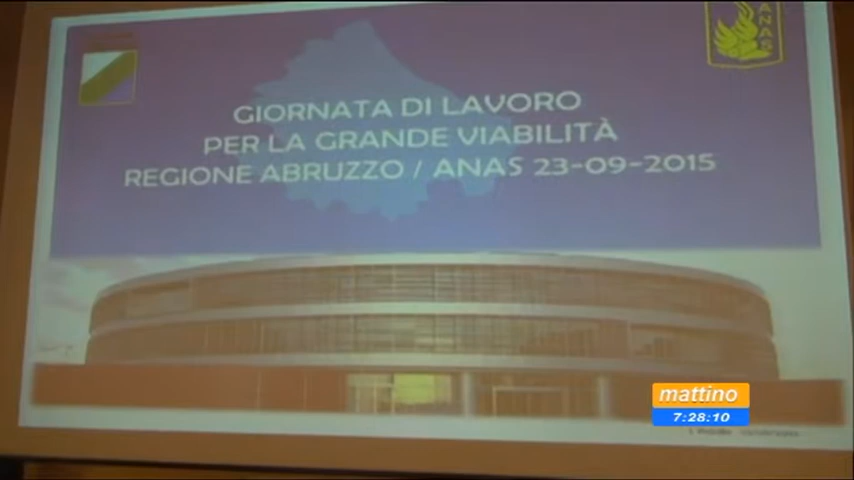 ANAS
GIORNATA DI LAVORO
PER LA GRANDE VIABILITÀ
REGIONE ABRUZZO / ANAS 23-09-2015
mattino
7:28:10